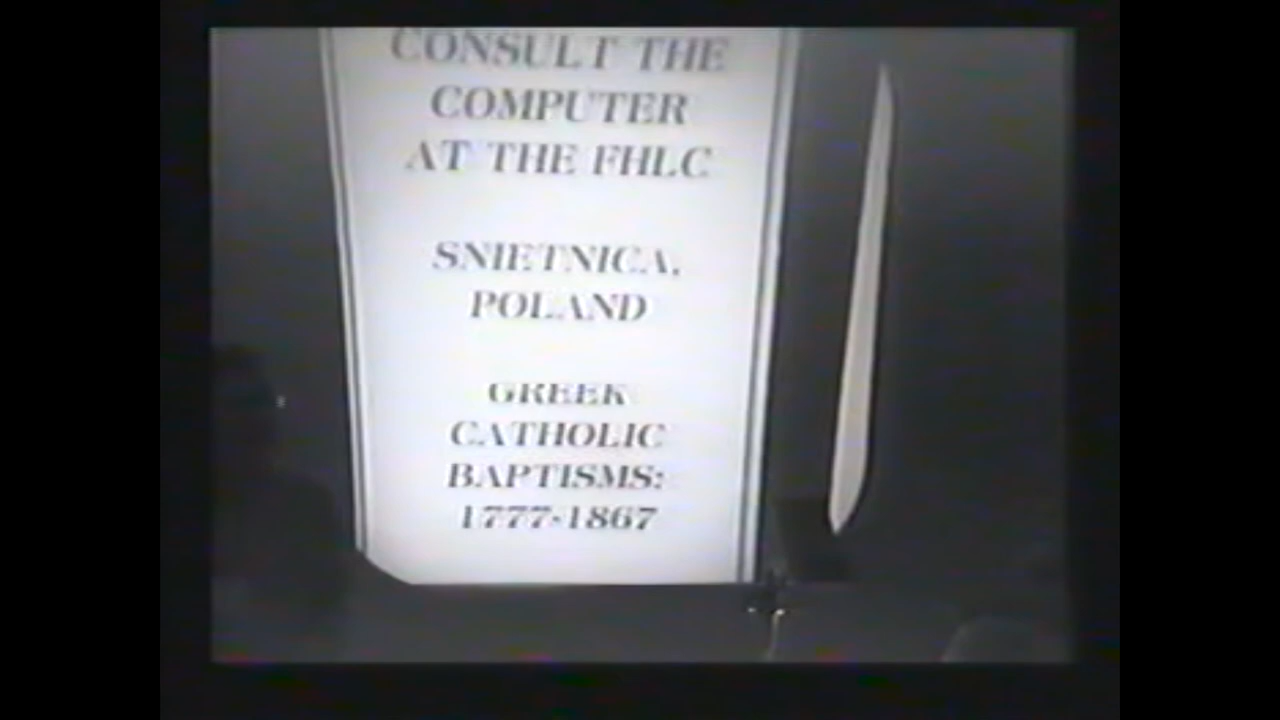 CONSULT THE
COMPUTER
AT THE FHLC
SNIETNICA,
POLAND
GREEK
CATHOLIC
BAPTISMS:
1777-1867